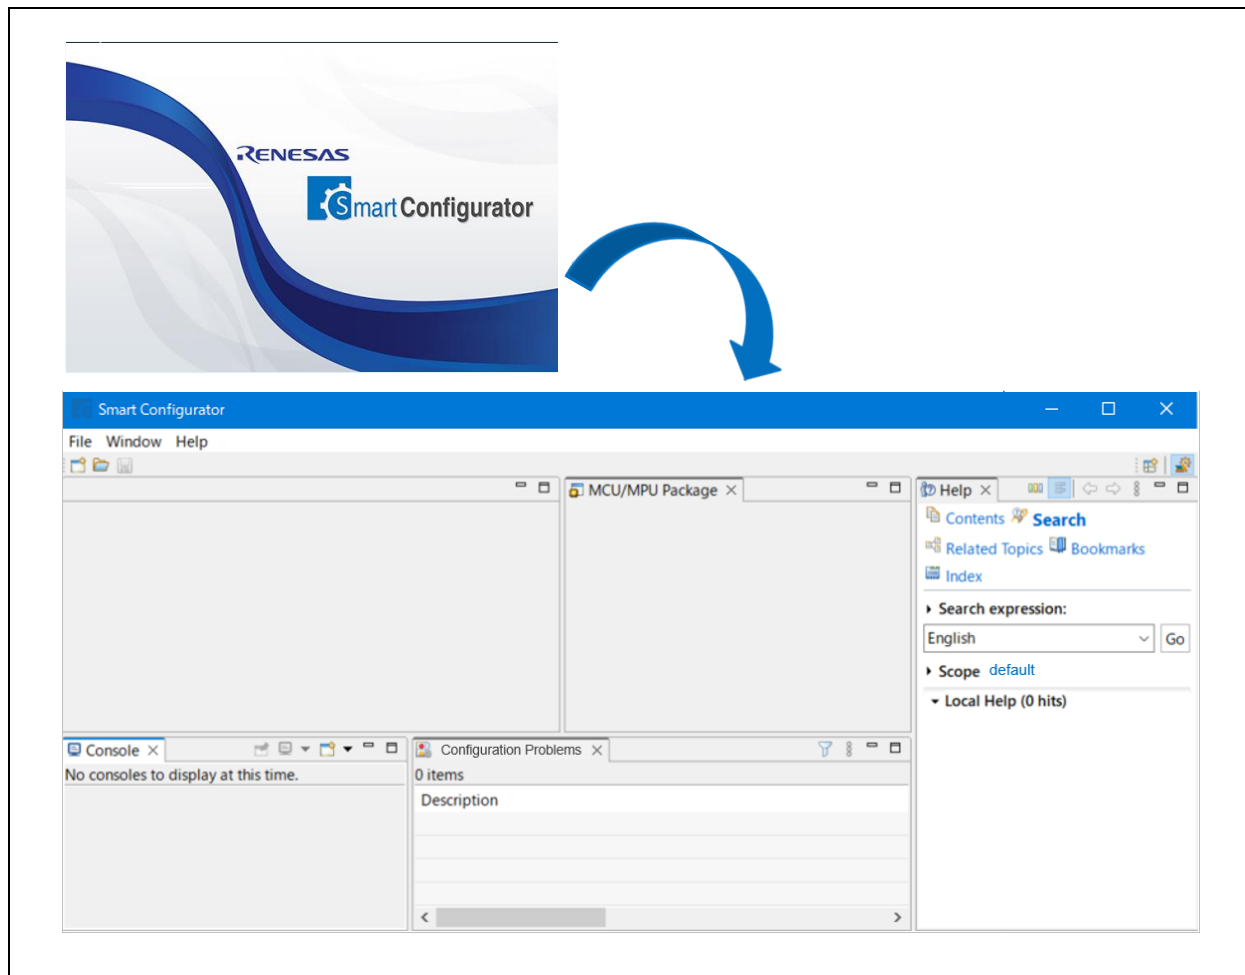 RENESAS
Smart Configurator
Smart Configurator
File Window Help
MCU/MPU Package
Help
Contents Search
Related Topics Bookmarks
Index
Search expression:
English Go
Scope default
Local Help (0 hits)
Console
No consoles to display at this time.
Configuration Problems
0 items
Description